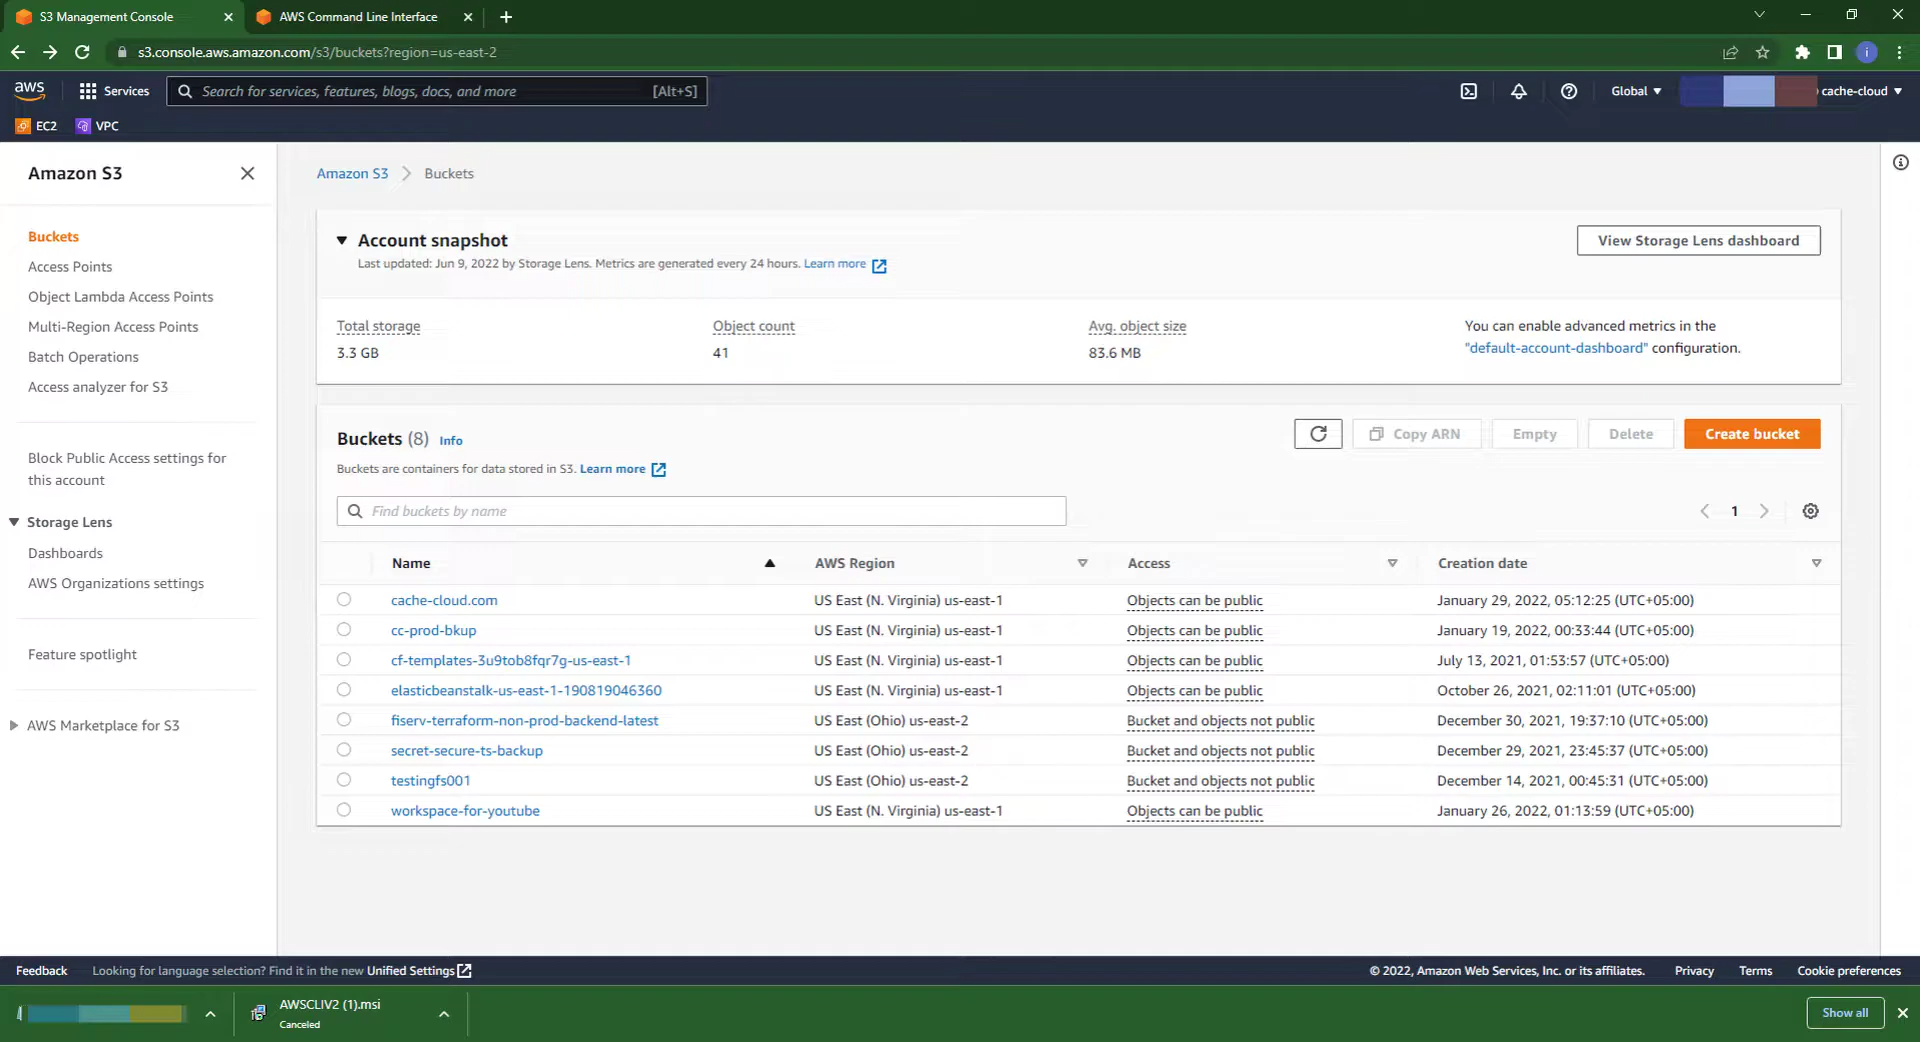 S3 Management Console
AWS Command Line Interface
s3.console.aws.amazon.com/s3/buckets?region=us-east-2
i
aws
Services
Search for services, features, blogs, docs, and more
[Alt+S]
Global
cache-cloud
EC2
VPC
Amazon S3
Buckets
Access Points
Object Lambda Access Points
Multi-Region Access Points
Batch Operations
Access analyzer for S3
Block Public Access settings for
this account
Storage Lens
Dashboards
AWS Organizations settings
Feature spotlight
AWS Marketplace for S3
Amazon S3 Buckets
Account snapshot
Last updated: Jun 9, 2022 by Storage Lens. Metrics are generated every 24 hours. Learn more
View Storage Lens dashboard
Total storage
3.3 GB
Object count
41
Avg. object size
83.6 MB
You can enable advanced metrics in the
"default-account-dashboard" configuration.
Buckets (8) Info
Buckets are containers for data stored in S3. Learn more
Copy ARN
Empty
Delete
Create bucket
Find buckets by name
1
Name AWS Region Access Creation date
cache-cloud.com US East (N. Virginia) us-east-1 Objects can be public January 29, 2022, 05:12:25 (UTC+05:00)
cc-prod-bkup US East (N. Virginia) us-east-1 Objects can be public January 19, 2022, 00:33:44 (UTC+05:00)
cf-templates-3u9tob8fqr7g-us-east-1 US East (N. Virginia) us-east-1 Objects can be public July 13, 2021, 01:53:57 (UTC+05:00)
elasticbeanstalk-us-east-1-190819046360 US East (N. Virginia) us-east-1 Objects can be public October 26, 2021, 02:11:01 (UTC+05:00)
fiserv-terraform-non-prod-backend-latest US East (Ohio) us-east-2 Bucket and objects not public December 30, 2021, 19:37:10 (UTC+05:00)
secret-secure-ts-backup US East (Ohio) us-east-2 Bucket and objects not public December 29, 2021, 23:45:37 (UTC+05:00)
testingfs001 US East (Ohio) us-east-2 Bucket and objects not public December 14, 2021, 00:45:31 (UTC+05:00)
workspace-for-youtube US East (N. Virginia) us-east-1 Objects can be public January 26, 2022, 01:13:59 (UTC+05:00)
Feedback Looking for language selection? Find it in the new Unified Settings
© 2022, Amazon Web Services, Inc. or its affiliates. Privacy Terms Cookie preferences
AWSCLIV2 (1).msi
Canceled
Show all